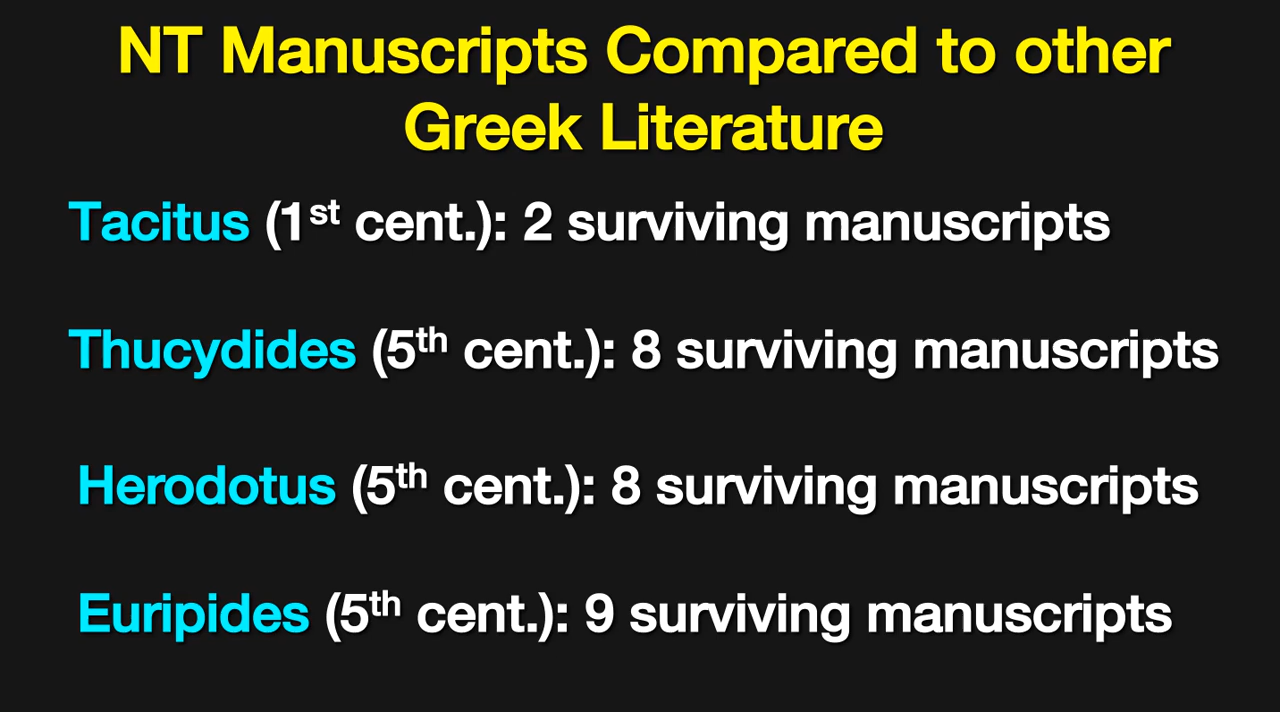 NT Manuscripts Compared to other
Greek Literature
Tacitus (1st cent.): 2 surviving manuscripts
Thucydides (5th cent.): 8 surviving manuscripts
Herodotus (5th cent.): 8 surviving manuscripts
Euripides (5th cent.): 9 surviving manuscripts